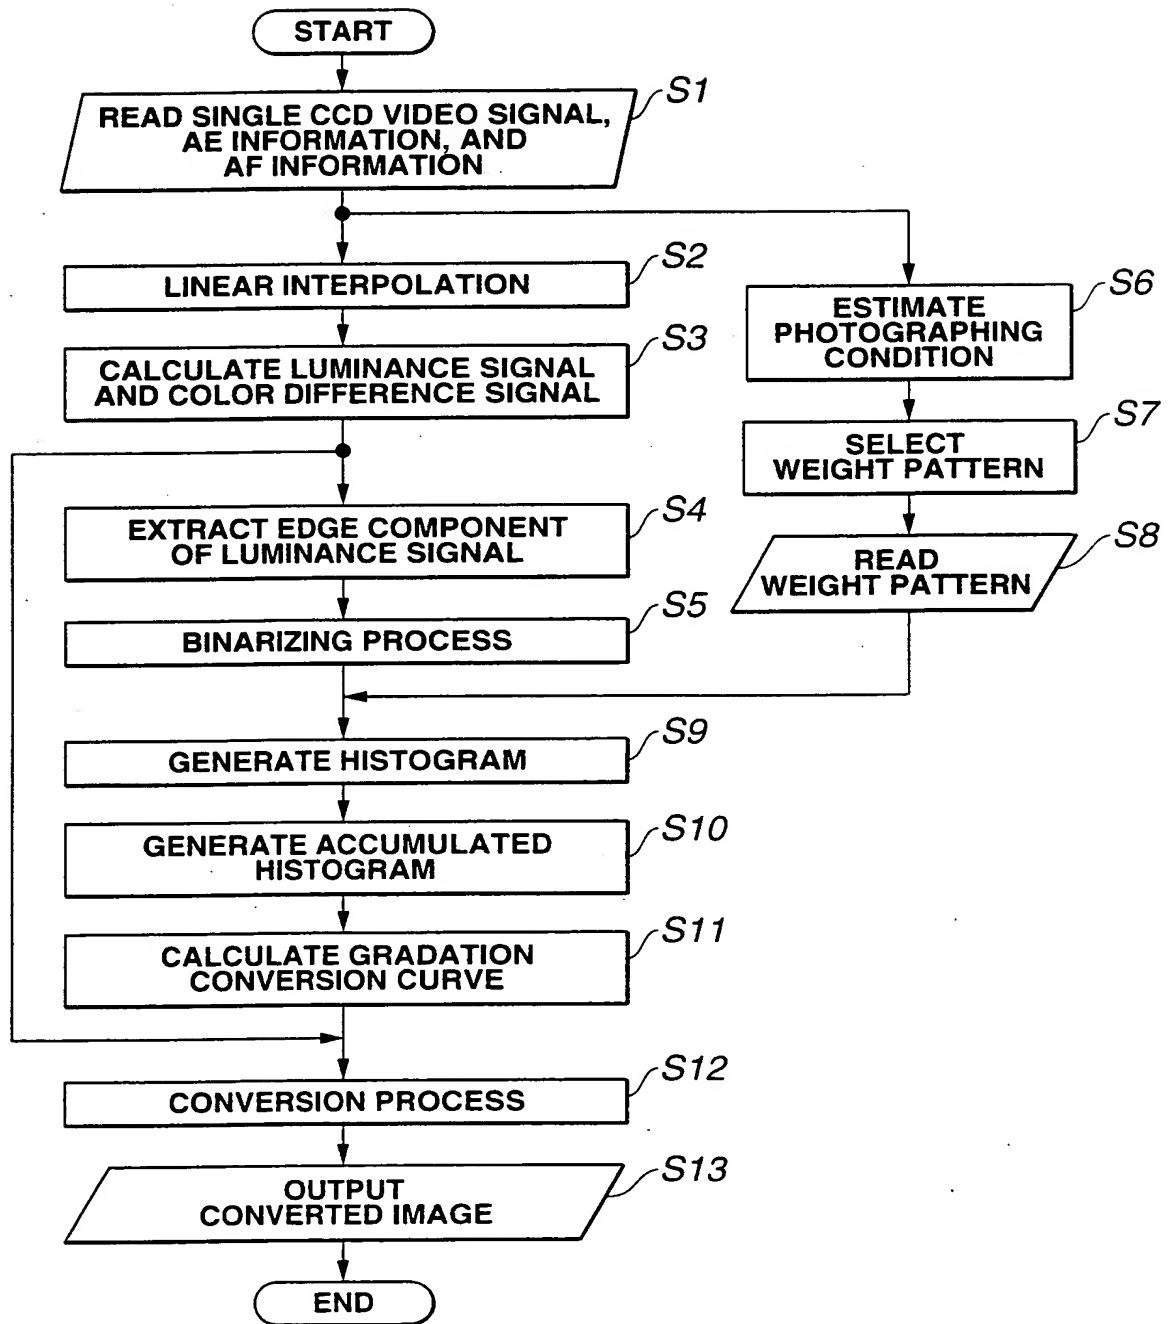 START
S1
READ SINGLE CCD VIDEO SIGNAL,
AE INFORMATION, AND
AF INFORMATION
S2
LINEAR INTERPOLATION
S3
CALCULATE LUMINANCE SIGNAL
AND COLOR DIFFERENCE SIGNAL
S4
EXTRACT EDGE COMPONENT
OF LUMINANCE SIGNAL
S5
BINARIZING PROCESS
S6
ESTIMATE
PHOTOGRAPHING
CONDITION
S7
SELECT
WEIGHT PATTERN
S8
READ
WEIGHT PATTERN
S9
GENERATE HISTOGRAM
S10
GENERATE ACCUMULATED
HISTOGRAM
S11
CALCULATE GRADATION
CONVERSION CURVE
S12
CONVERSION PROCESS
S13
OUTPUT
CONVERTED IMAGE
END